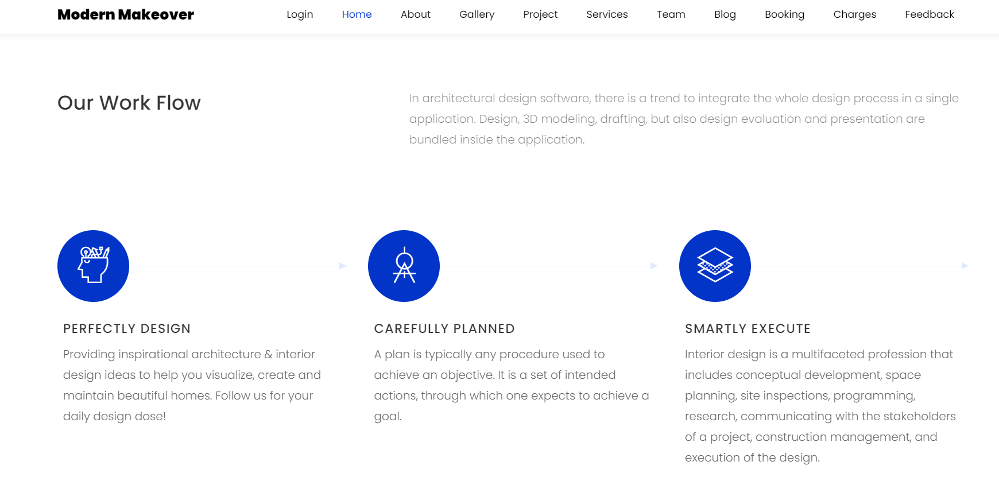 Modern Makeover
Login Home About Gallery Project Services Team Blog Booking Charges Feedback
Our Work Flow
In architectural design software, there is a trend to integrate the whole design process in a single
application. Design, 3D modeling, drafting, but also design evaluation and presentation are
bundled inside the application.
PERFECTLY DESIGN
Providing inspirational architecture & interior
design ideas to help you visualize, create and
maintain beautiful homes. Follow us for your
daily design dose!
CAREFULLY PLANNED
A plan is typically any procedure used to
achieve an objective. It is a set of intended
actions, through which one expects to achieve a
goal.
SMARTLY EXECUTE
Interior design is a multifaceted profession that
includes conceptual development, space
planning, site inspections, programming,
research, communicating with the stakeholders
of a project, construction management, and
execution of the design.